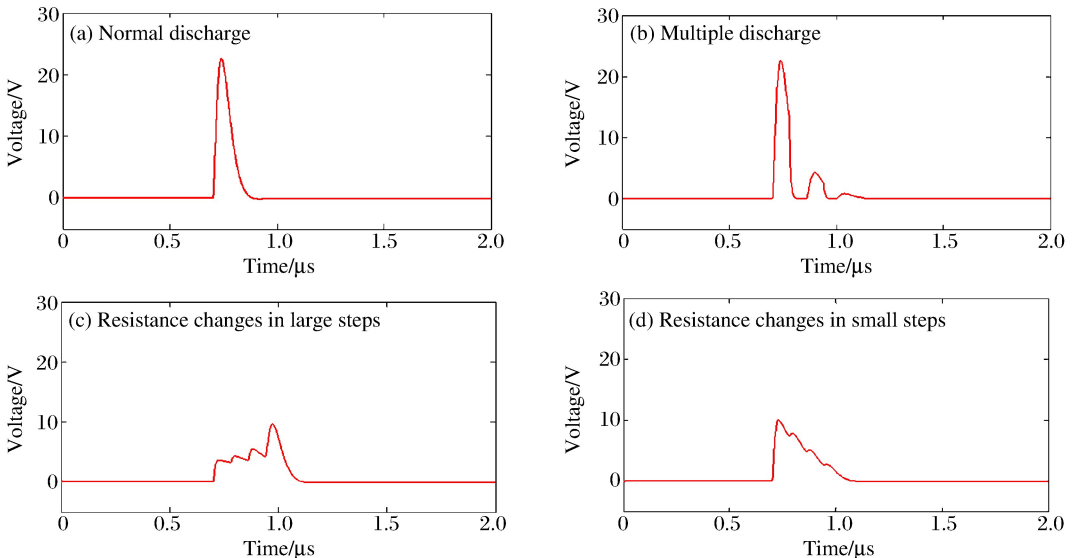 (a) Normal discharge
30
20
10
0
Voltage/V
0 0.5 1.0 1.5 2.0
Time/μs
(b) Multiple discharge
30
20
10
0
Voltage/V
0 0.5 1.0 1.5 2.0
Time/μs
(c) Resistance changes in large steps
30
20
10
0
Voltage/V
0 0.5 1.0 1.5 2.0
Time/μs
(d) Resistance changes in small steps
30
20
10
0
Voltage/V
0 0.5 1.0 1.5 2.0
Time/μs